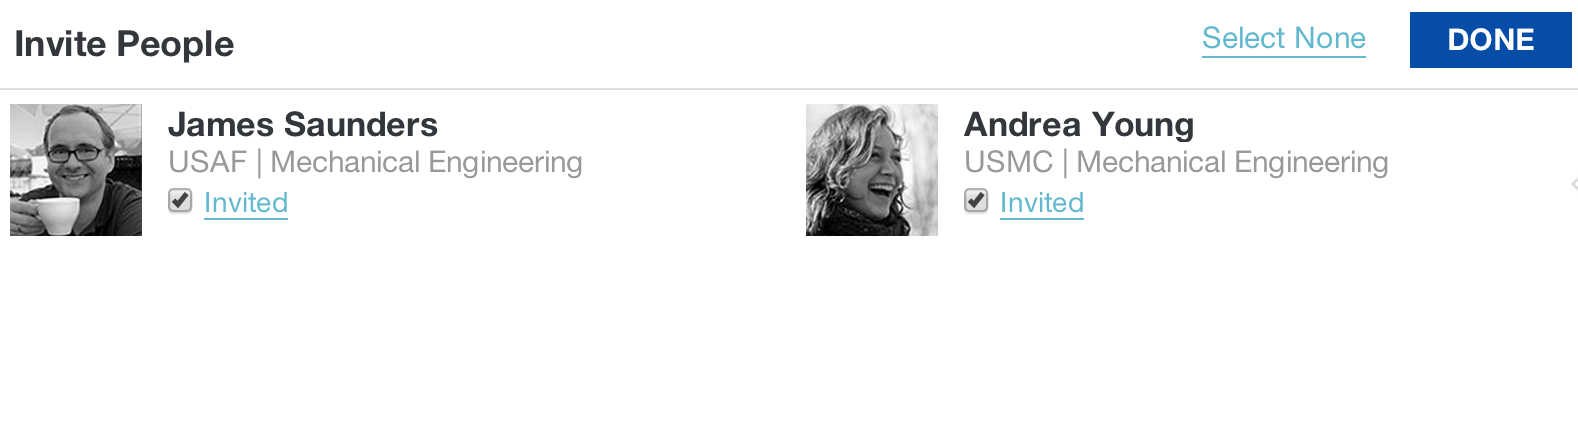 Invite People
Select None
DONE
James Saunders
USAF | Mechanical Engineering
Invited
Andrea Young
USMC | Mechanical Engineering
Invited